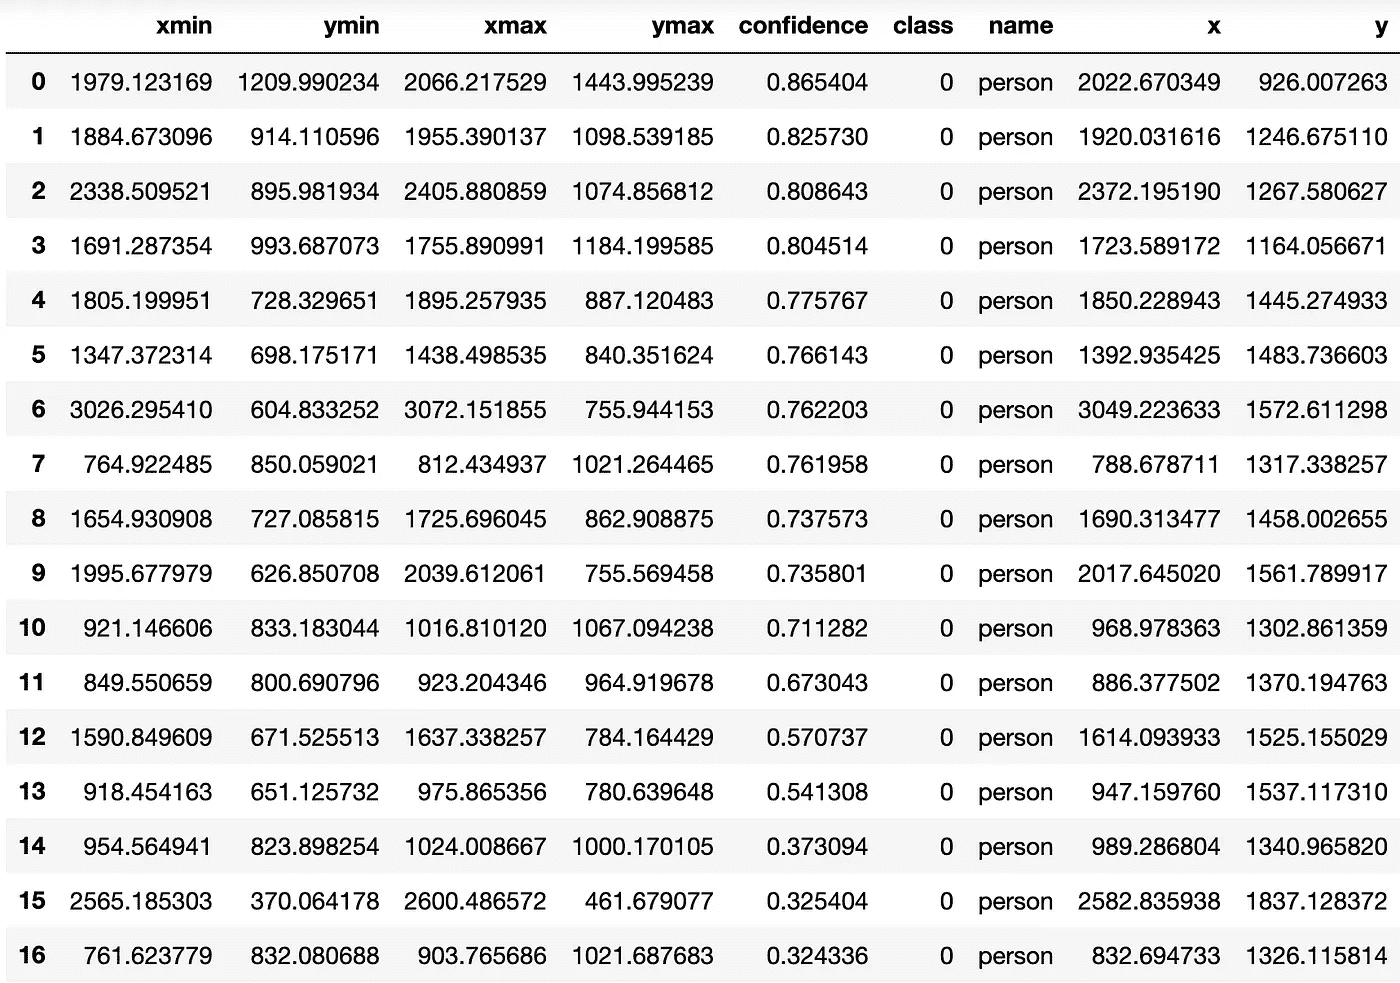 xmin ymin xmax ymax confidence class name x y
0 1979.123169 1209.990234 2066.217529 1443.995239 0.865404 0 person 2022.670349 926.007263
1 1884.673096 914.110596 1955.390137 1098.539185 0.825730 0 person 1920.031616 1246.675110
2 2338.509521 895.981934 2405.880859 1074.856812 0.808643 0 person 2372.195190 1267.580627
3 1691.287354 993.687073 1755.890991 1184.199585 0.804514 0 person 1723.589172 1164.056671
4 1805.199951 728.329651 1895.257935 887.120483 0.775767 0 person 1850.228943 1445.274933
5 1347.372314 698.175171 1438.498535 840.351624 0.766143 0 person 1392.935425 1483.736603
6 3026.295410 604.833252 3072.151855 755.944153 0.762203 0 person 3049.223633 1572.611298
7 764.922485 850.059021 812.434937 1021.264465 0.761958 0 person 788.678711 1317.338257
8 1654.930908 727.085815 1725.696045 862.908875 0.737573 0 person 1690.313477 1458.002655
9 1995.677979 626.850708 2039.612061 755.569458 0.735801 0 person 2017.645020 1561.789917
10 921.146606 833.183044 1016.810120 1067.094238 0.711282 0 person 968.978363 1302.861359
11 849.550659 800.690796 923.204346 964.919678 0.673043 0 person 886.377502 1370.194763
12 1590.849609 671.525513 1637.338257 784.164429 0.570737 0 person 1614.093933 1525.155029
13 918.454163 651.125732 975.865356 780.639648 0.541308 0 person 947.159760 1537.117310
14 954.564941 823.898254 1024.008667 1000.170105 0.373094 0 person 989.286804 1340.965820
15 2565.185303 370.064178 2600.486572 461.679077 0.325404 0 person 2582.835938 1837.128372
16 761.623779 832.080688 903.765686 1021.687683 0.324336 0 person 832.694733 1326.115814